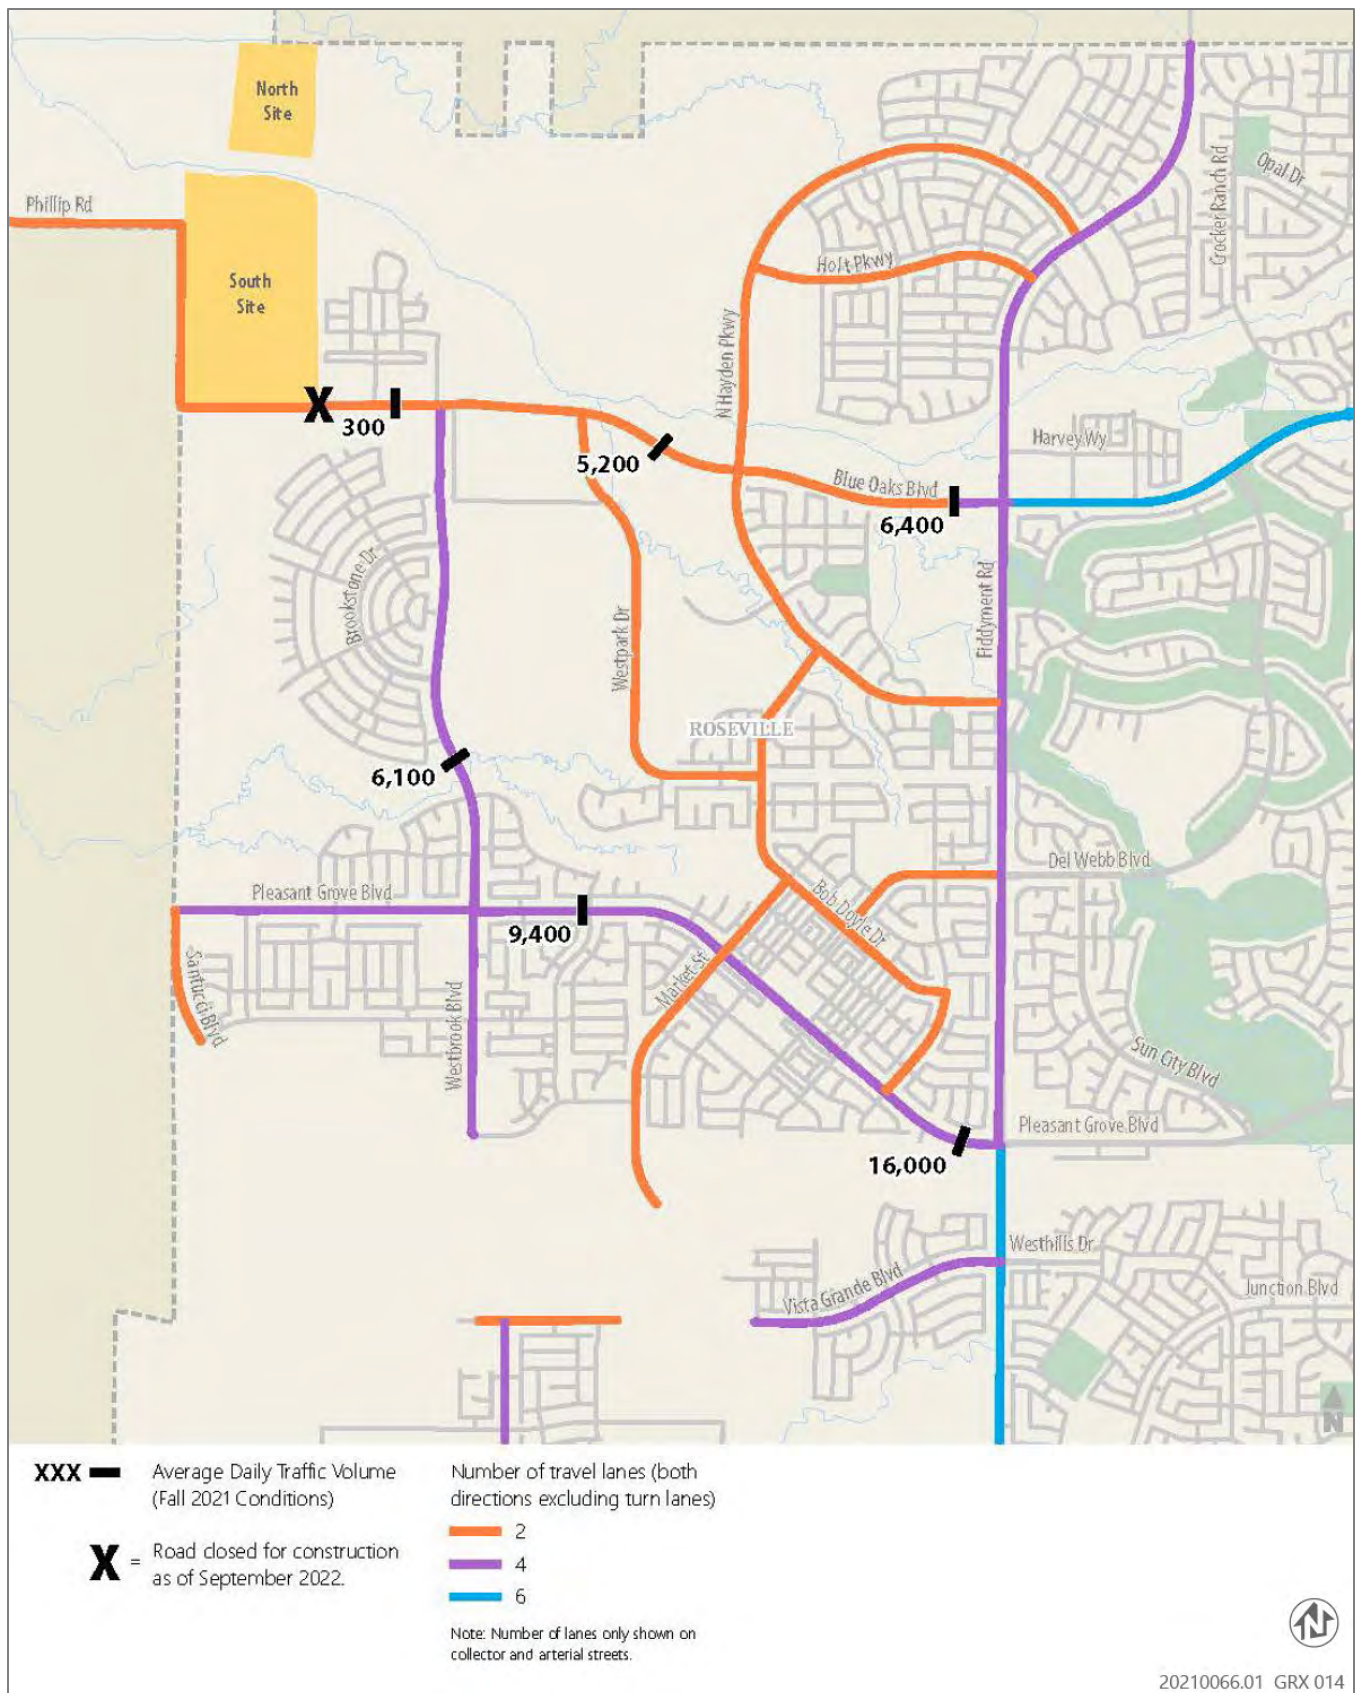 North
Site
Phillip Rd
South
Site
Crocker Ranch Rd
Opal Dr
Holt Pkwy
N Hayden Pkwy
300
5,200
Harvey Wy
Blue Oaks Blvd
6,400
Brookstone Dr
Westpark Dr
Fiddyment Rd
ROSEVILLE
6,100
Del Webb Blvd
Pleasant Grove Blvd
Bob Doyle Dr
9,400
Market St
Santucci Blvd
Westbrook Blvd
Sun City Blvd
Pleasant Grove Blvd
16,000
Westhills Dr
Vista Grande Blvd
Junction Blvd
N
XXX Average Daily Traffic Volume
(Fall 2021 Conditions)
X = Road closed for construction
as of September 2022.
Number of travel lanes (both
directions excluding turn lanes)
2
4
6
Note: Number of lanes only shown on
collector and arterial streets.
N
20210066.01 GRX 014